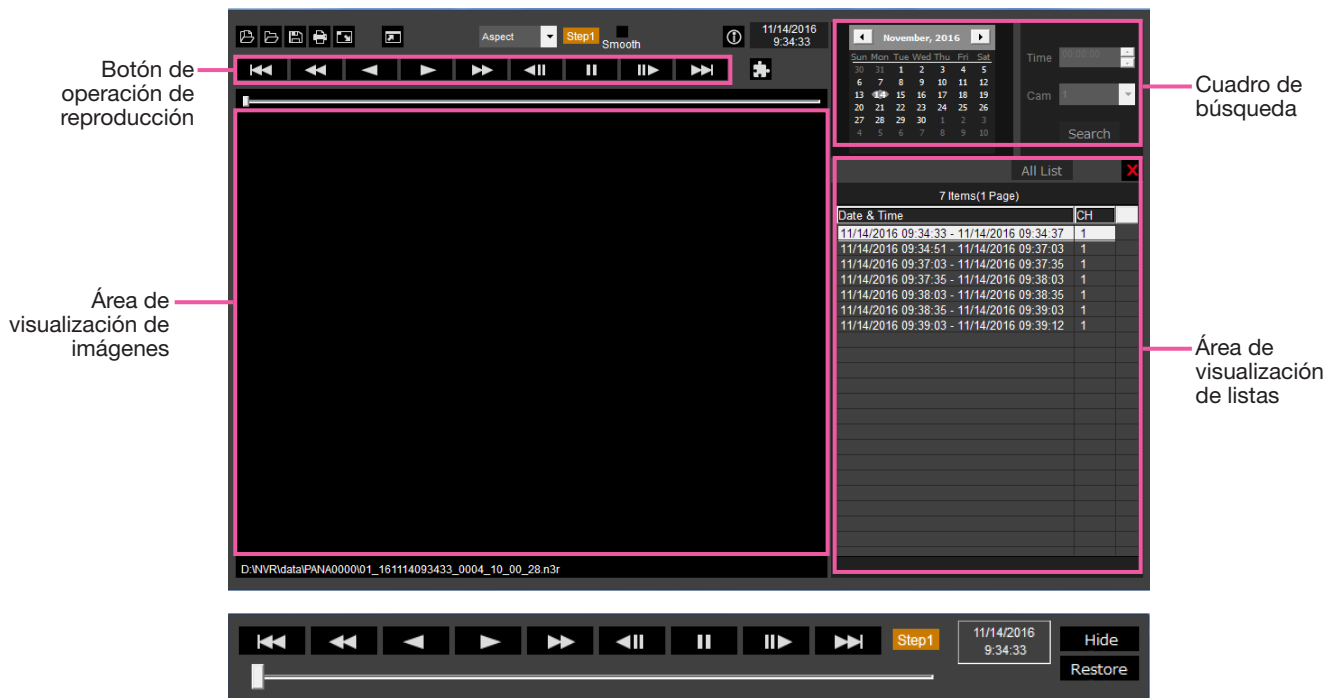 Botón de
operación de
reproducción
Área de
visualización de
imágenes
Aspect
Step1
Smooth
11/14/2016
9:34:33
November, 2016
Sun Mon Tue Wed Thu Fri Sat
30 31 1 2 3 4 5
6 7 8 9 10 11 12
13 14 15 16 17 18 19
20 21 22 23 24 25 26
27 28 29 30 1 2 3
4 5 6 7 8 9 10
Time 00:00:00
Cam 1
Search
Cuadro de
búsqueda
All List
X
7 Items(1 Page)
Date & Time CH
11/14/2016 09:34:33 - 11/14/2016 09:34:37 1
11/14/2016 09:34:51 - 11/14/2016 09:37:03 1
11/14/2016 09:37:03 - 11/14/2016 09:37:35 1
11/14/2016 09:37:35 - 11/14/2016 09:38:03 1
11/14/2016 09:38:03 - 11/14/2016 09:38:35 1
11/14/2016 09:38:35 - 11/14/2016 09:39:03 1
11/14/2016 09:39:03 - 11/14/2016 09:39:12 1
Área de
visualización
de listas
D:\NVR\data\PANA0000\01_161114093433_0004_10_00_28.n3r
Step1
11/14/2016
9:34:33
Hide
Restore